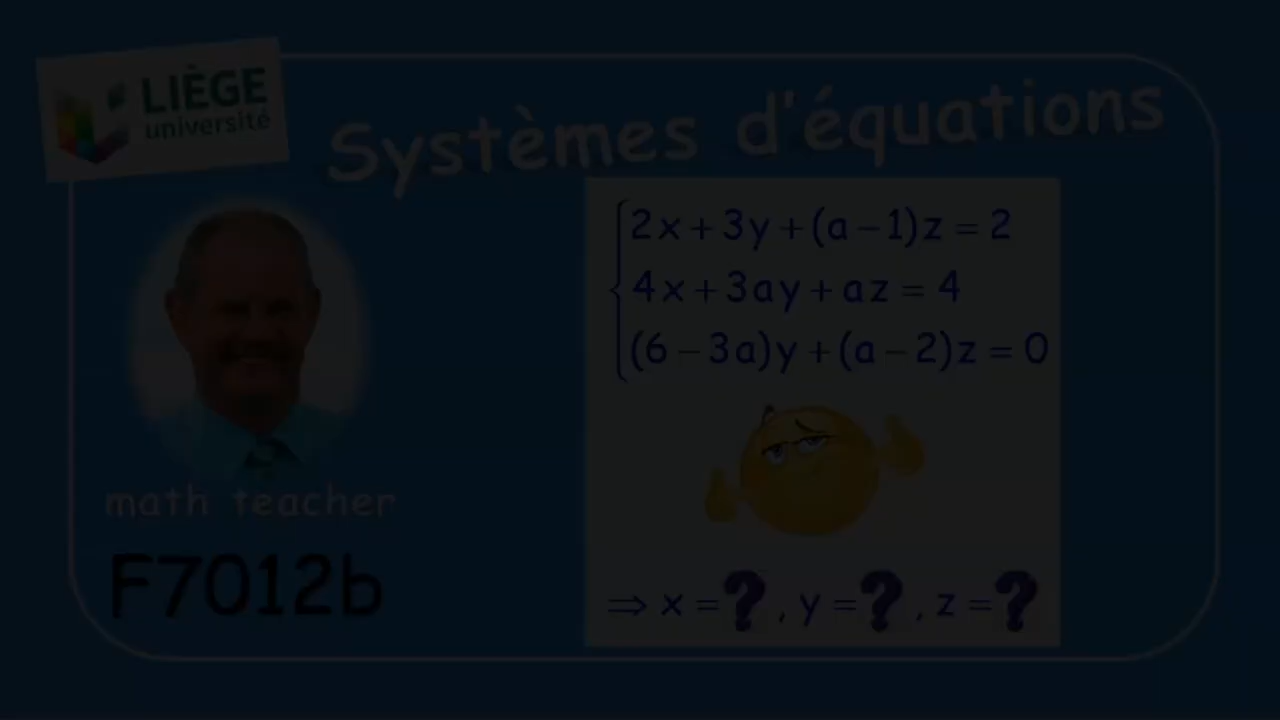 LIÈGE
université
Systèmes d'équations
2x + 3y + (a − 1)z = 2
4x + 3ay + az = 4
(6 − 3a)y + (a − 2)z = 0
math teacher
F7012b
⇒ x = ? , y = ? , z = ?